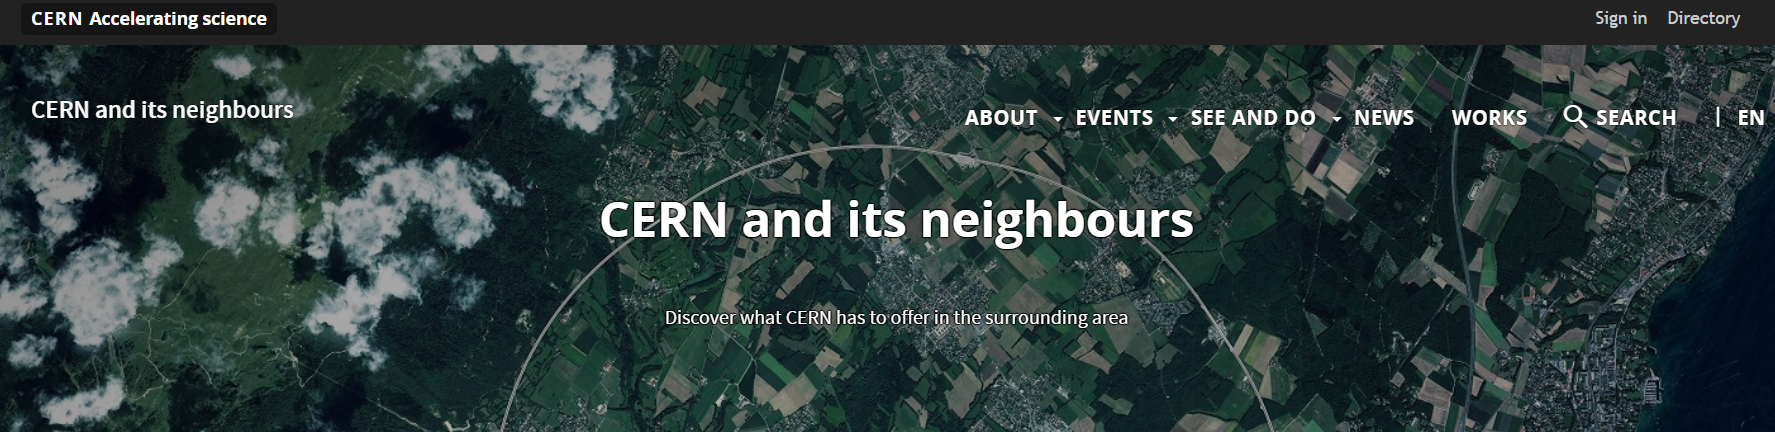 CERN Accelerating science
Sign in
Directory
CERN and its neighbours
ABOUT
EVENTS
SEE AND DO
NEWS
WORKS
SEARCH
| EN
CERN and its neighbours
Discover what CERN has to offer in the surrounding area